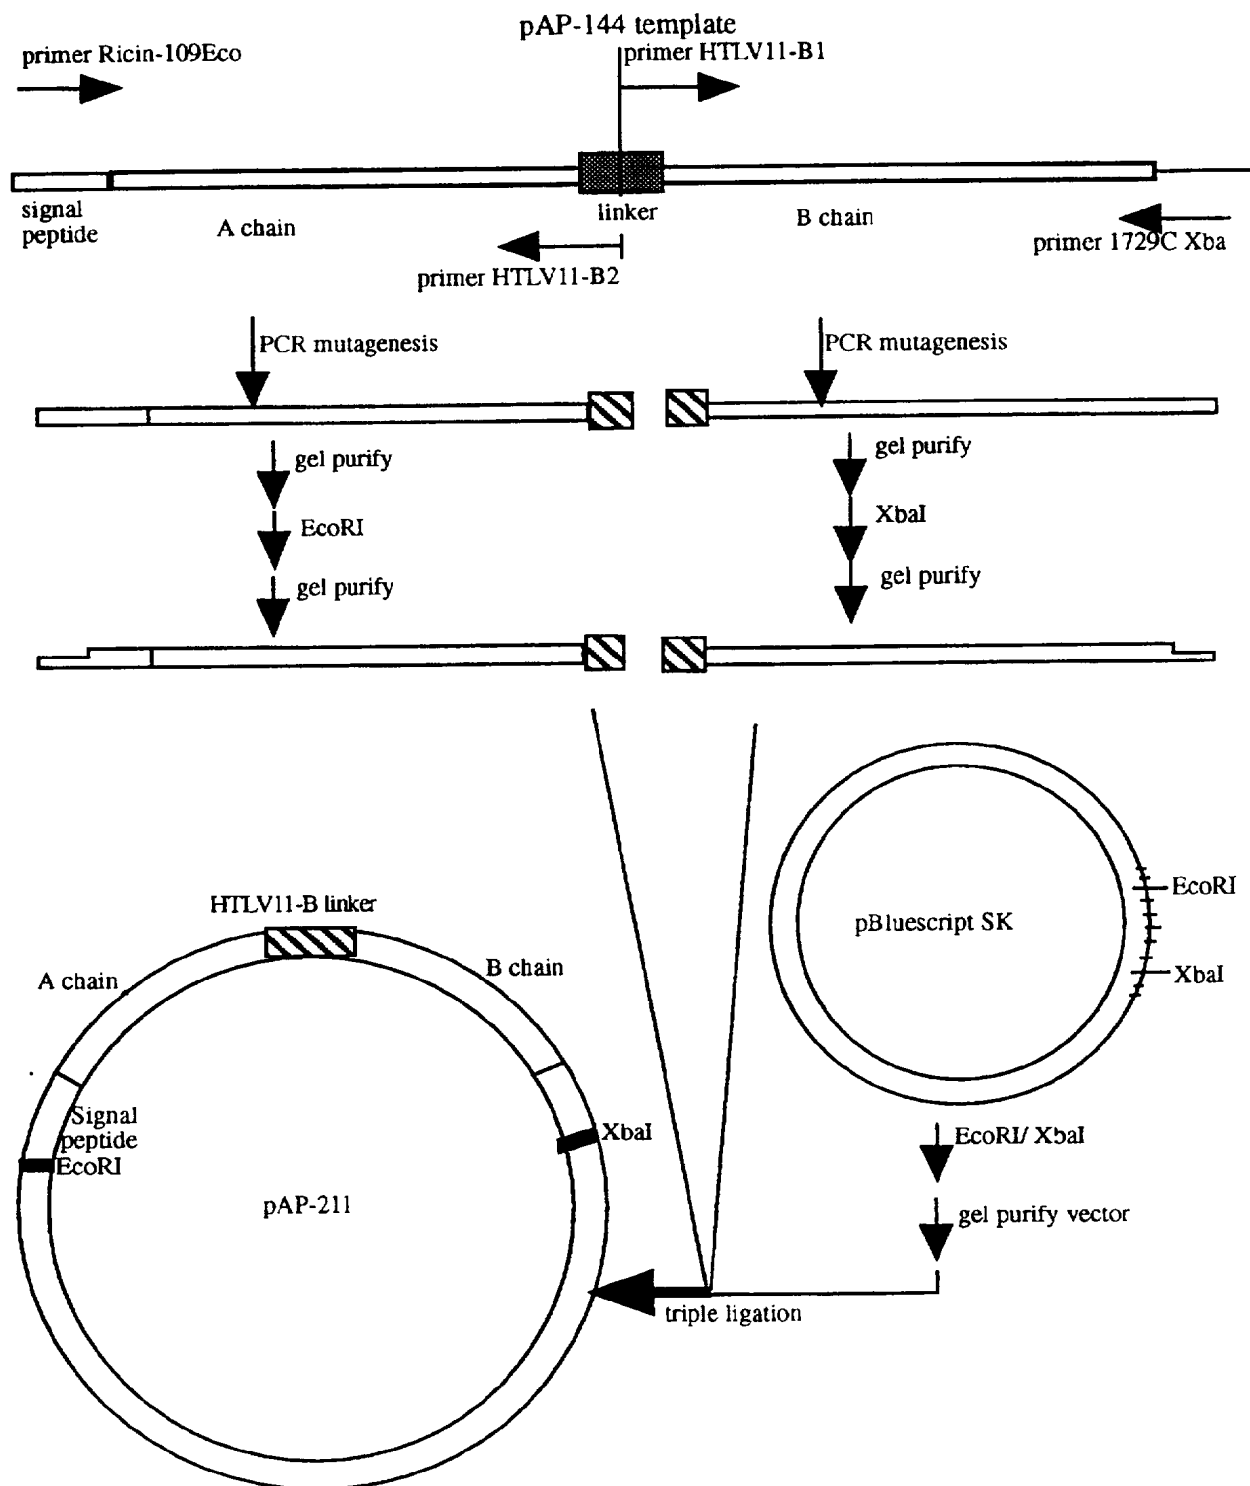 pAP-144 template
primer Ricin-109Eco
primer HTLV11-B1
signal
peptide
A chain
linker
B chain
primer HTLV11-B2
primer 1729C Xba
PCR mutagenesis
PCR mutagenesis
gel purify
gel purify
EcoRI
XbaI
gel purify
gel purify
EcoRI
pBluescript SK
XbaI
HTLV11-B linker
A chain
B chain
Signal
peptide
EcoRI
XbaI
EcoRI/ XbaI
pAP-211
gel purify vector
triple ligation